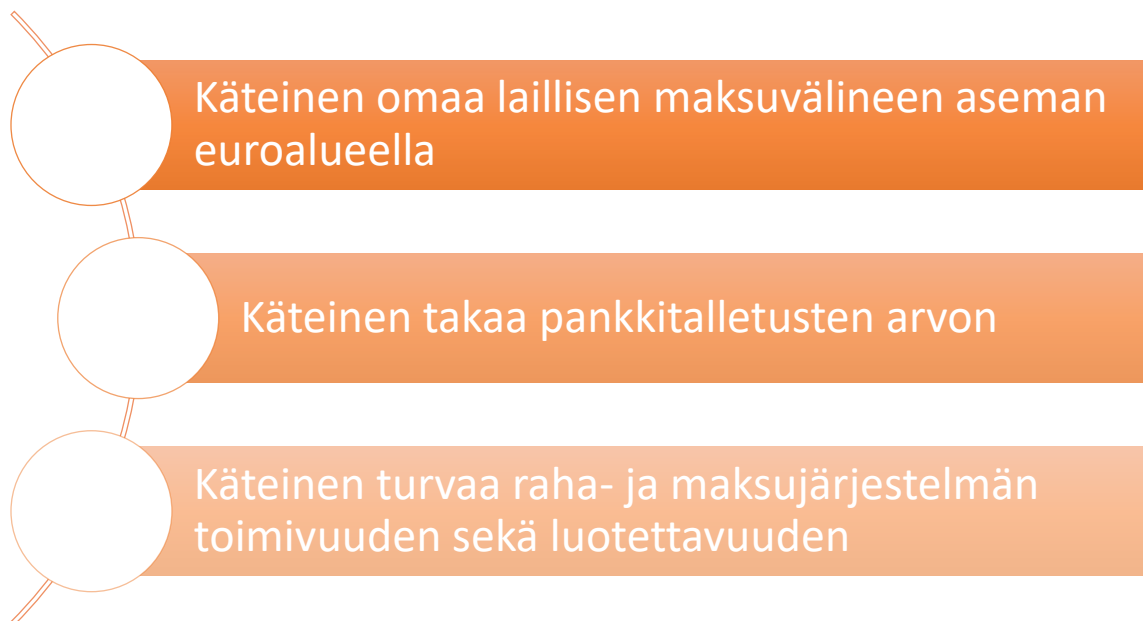 Käteinen omaa laillisen maksuvälineen aseman
euroalueella
Käteinen takaa pankkitalletusten arvon
Käteinen turvaa raha- ja maksujärjestelmän
toimivuuden sekä luotettavuuden